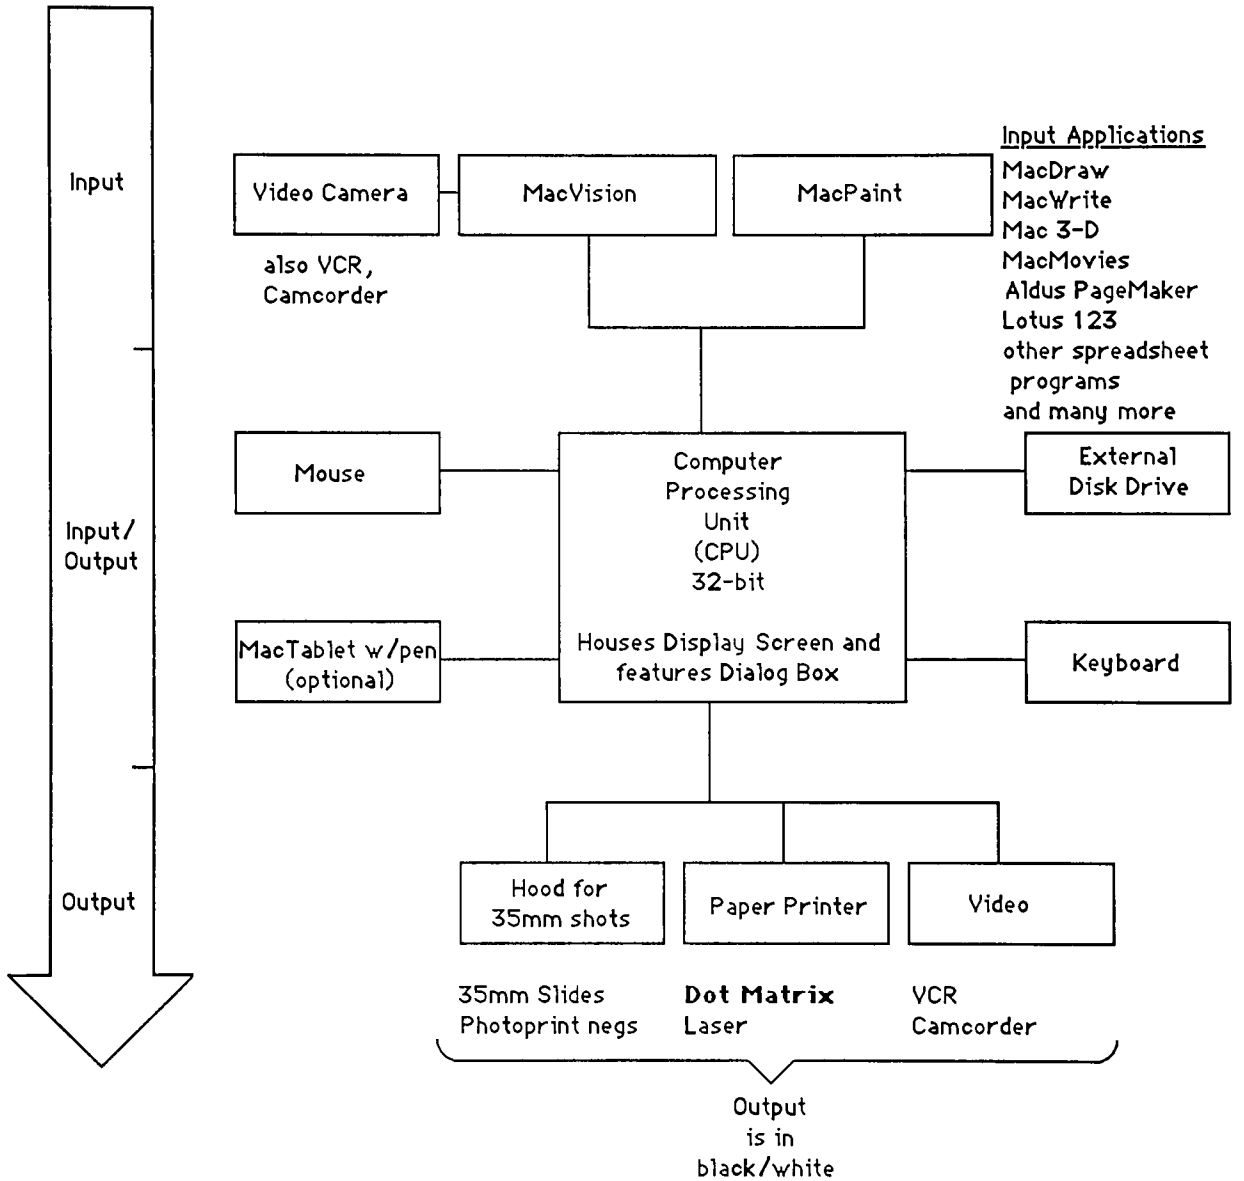 Input Applications
Input
Video Camera
MacVision
MacPaint
MacDraw
MacWrite
Mac 3-D
MacMovies
Aldus PageMaker
Lotus 123
other spreadsheet
programs
and many more
also VCR,
Camcorder
Input/
Output
Mouse
Computer
Processing
Unit
(CPU)
32-bit
Houses Display Screen and
features Dialog Box
External
Disk Drive
MacTablet w/pen
(optional)
Keyboard
Output
Hood for
35mm shots
Paper Printer
Video
35mm Slides
Photoprint negs
Dot Matrix
Laser
VCR
Camcorder
Output
is in
black/white